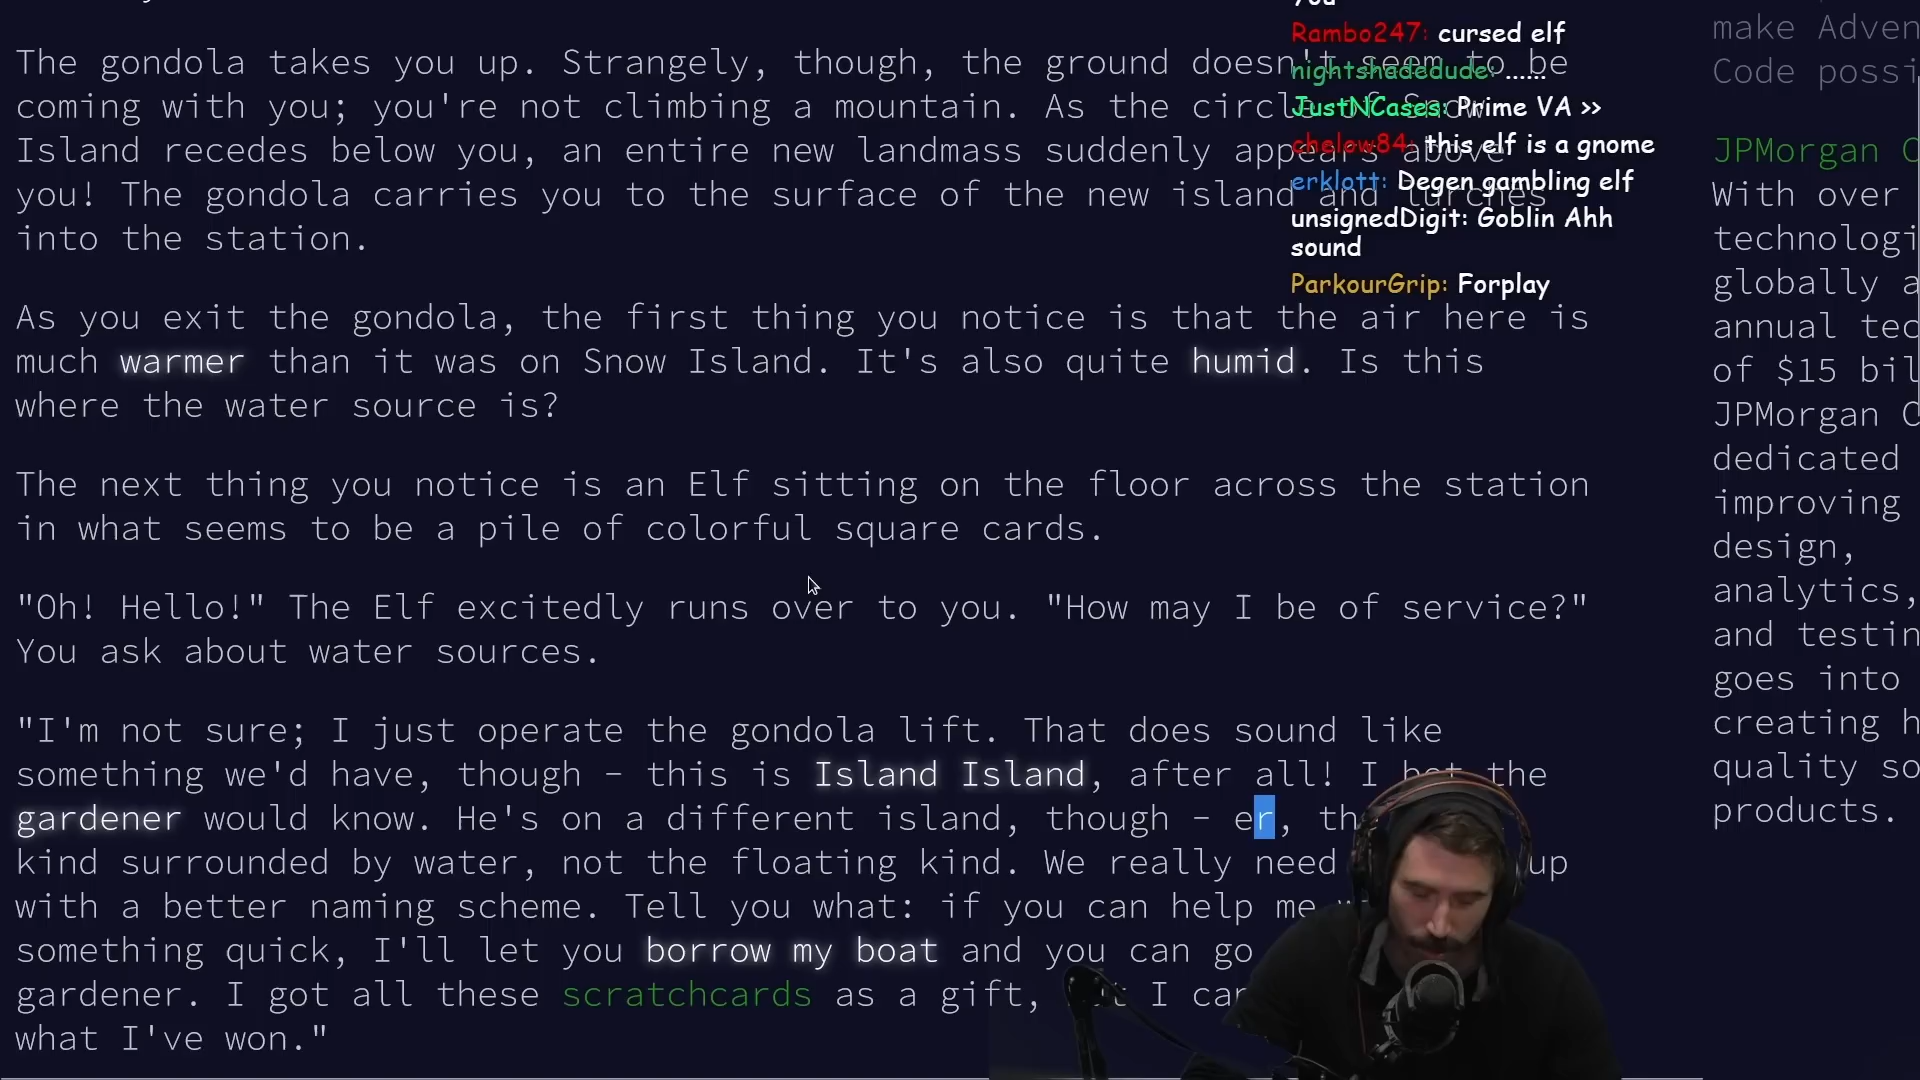 The gondola takes you up. Strangely, though, the ground doesn't seem to be
coming with you; you're not climbing a mountain. As the circle of Snow
Island recedes below you, an entire new landmass suddenly appears above
you! The gondola carries you to the surface of the new island and lurches
into the station.
As you exit the gondola, the first thing you notice is that the air here is
much warmer than it was on Snow Island. It's also quite humid. Is this
where the water source is?
The next thing you notice is an Elf sitting on the floor across the station
in what seems to be a pile of colorful square cards.
"Oh! Hello!" The Elf excitedly runs over to you. "How may I be of service?"
You ask about water sources.
"I'm not sure; I just operate the gondola lift. That does sound like
something we'd have, though - this is Island Island, after all! I bet the
gardener would know. He's on a different island, though - er,
kind surrounded by water, not the floating kind. We really need up
with a better naming scheme. Tell you what: if you can help me
something quick, I'll let you borrow my boat and you can go
gardener. I got all these scratchcards as a gift, I
what I've won."
Rambo247: cursed elf
nightshadedude: ......
JustNCases: Prime VA >>
chelow84: this elf is a gnome
erklott: Degen gambling elf
unsignedDigit: Goblin Ahh
sound
ParkourGrip: Forplay
make Adven
Code possi
JPMorgan C
With over
technologi
globally a
annual tec
of $15 bil
JPMorgan C
dedicated
improving
design,
analytics,
and testin
goes into
creating h
quality so
products.